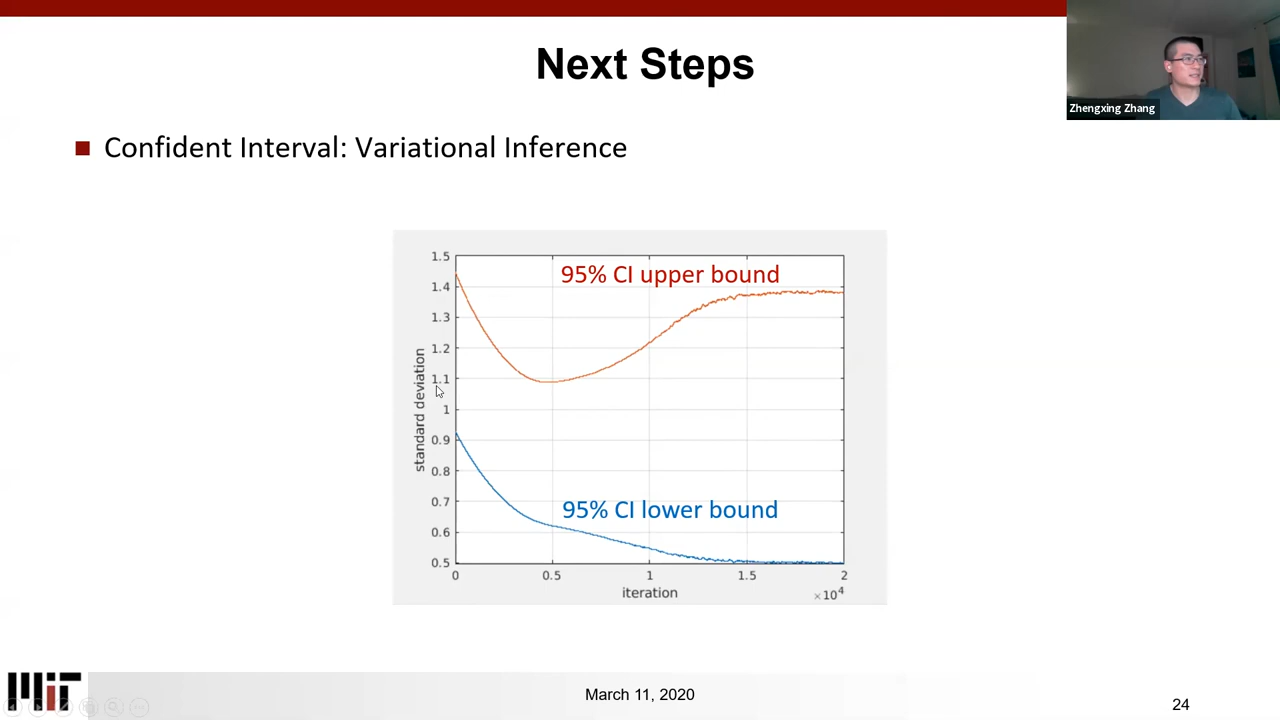 Next Steps
Zhengxing Zhang
Confident Interval: Variational Inference
1.5
1.4
1.3
1.2
1.1
1
0.9
0.8
0.7
0.6
0.5
standard deviation
95% CI upper bound
95% CI lower bound
0 0.5 1 1.5 2
iteration
×10⁴
MIT
March 11, 2020
24